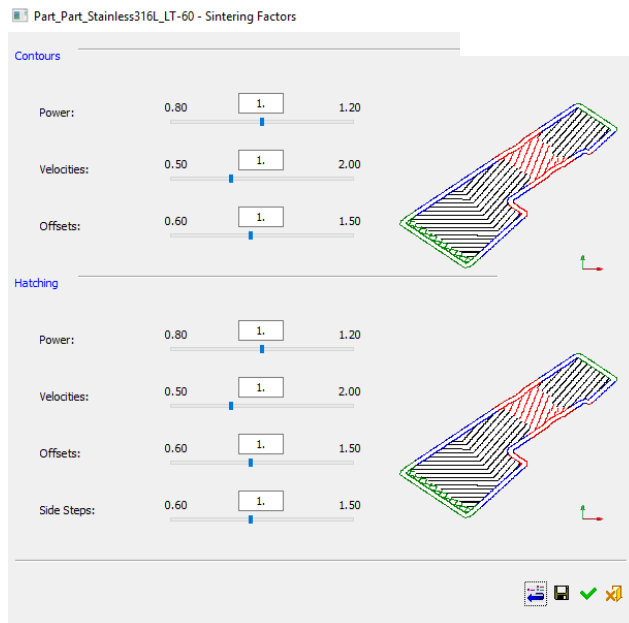 Part_Part_Stainless316L_LT-60 - Sintering Factors
Contours
Power: 0.80 1. 1.20
Velocities: 0.50 1. 2.00
Offsets: 0.60 1. 1.50
Hatching
Power: 0.80 1. 1.20
Velocities: 0.50 1. 2.00
Offsets: 0.60 1. 1.50
Side Steps: 0.60 1. 1.50